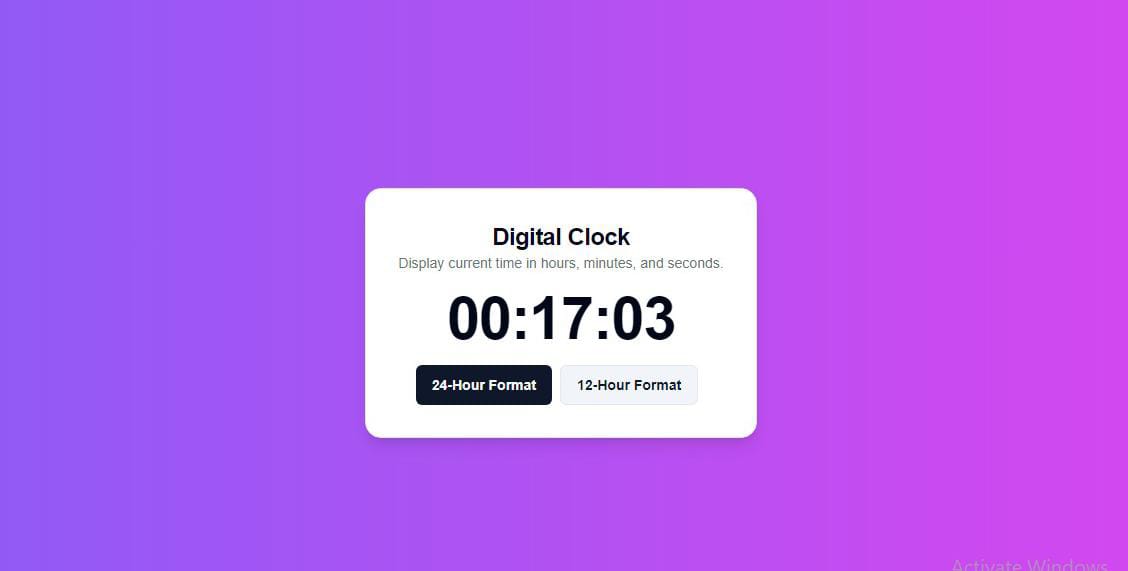 Digital Clock
Display current time in hours, minutes, and seconds.
00:17:03
24-Hour Format 12-Hour Format
Activate Windows